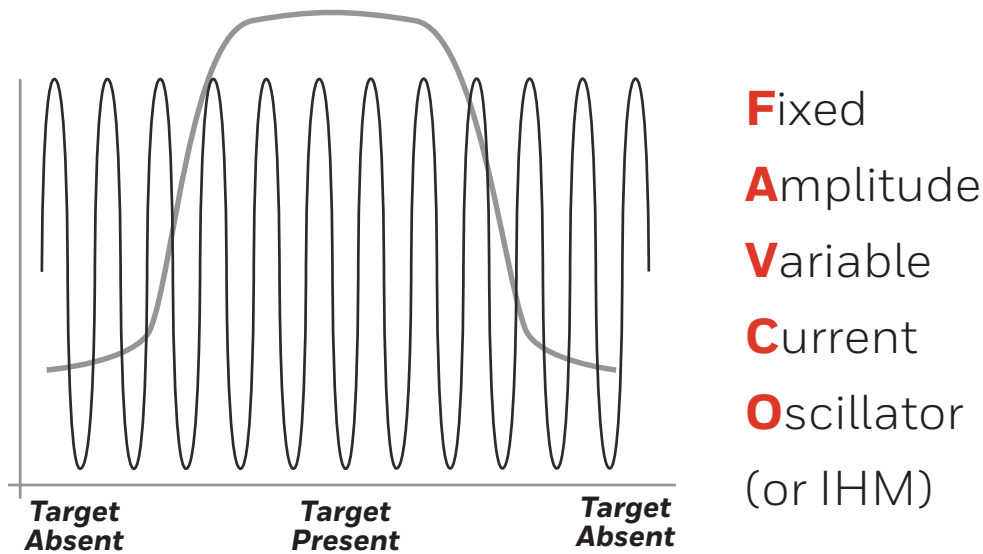 Fixed
Amplitude
Variable
Current
Oscillator
(or IHM)
Target
Absent
Target
Present
Target
Absent